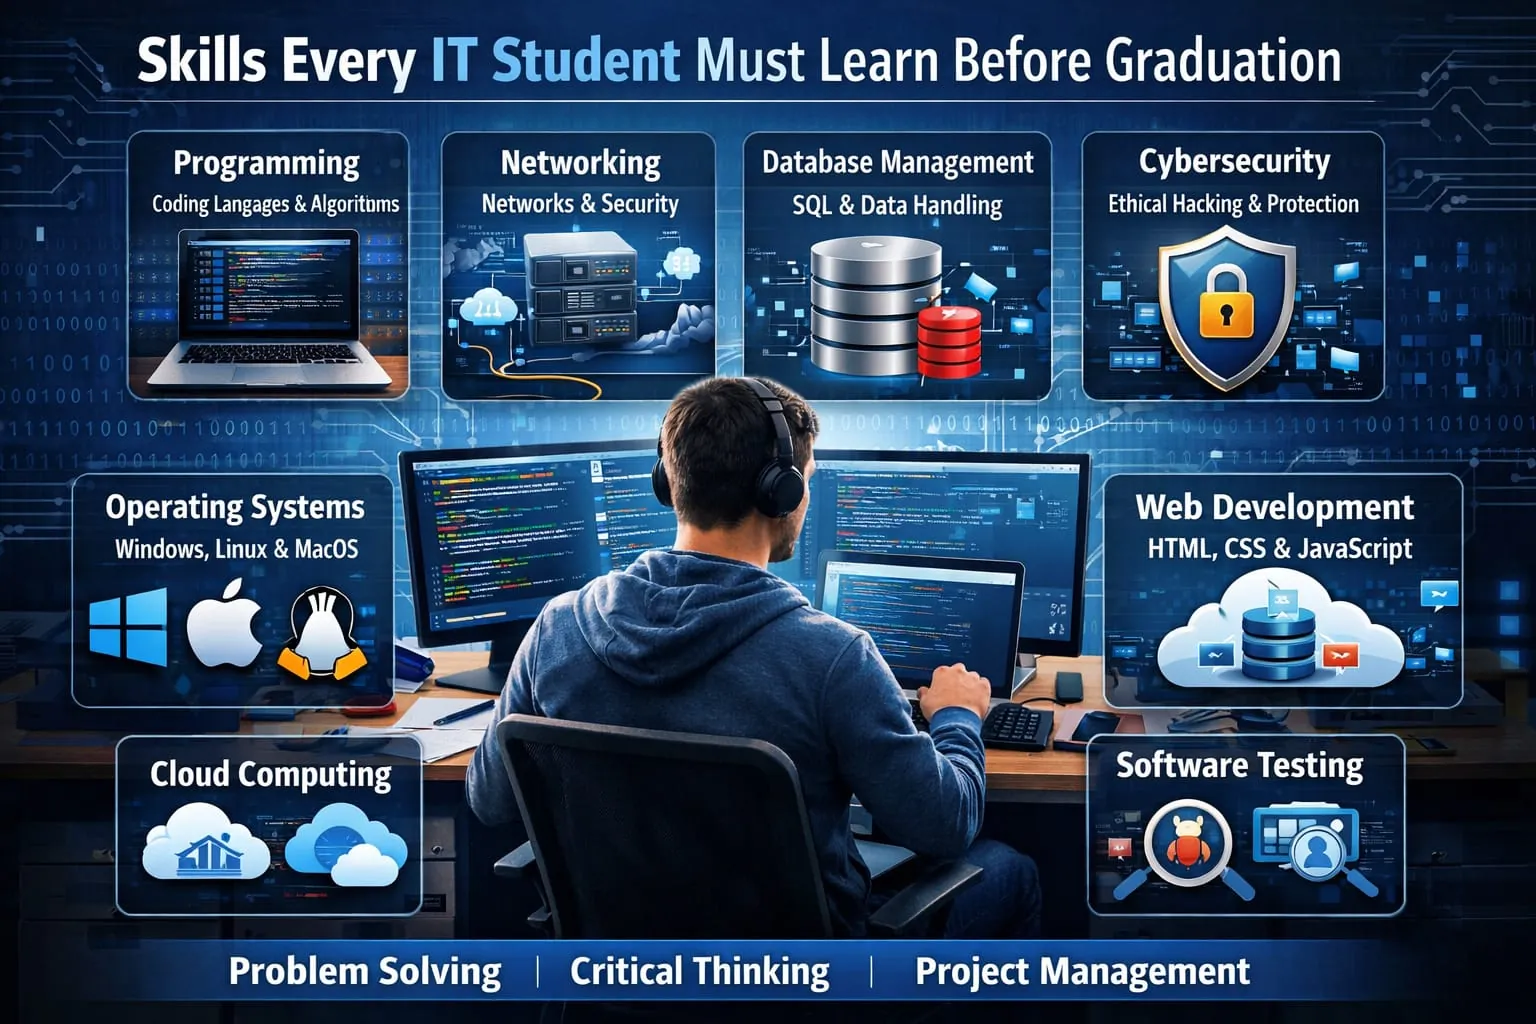 Skills Every IT Student Must Learn Before Graduation
Programming
Coding Langages & Algoritms
Networking
Networks & Security
Database Management
SQL & Data Handling
Cybersecurity
Ethical Hacking & Protection
Operating Systems
Windows, Linux & MacOS
Web Development
HTML, CSS & JavaScript
Cloud Computing
Software Testing
Problem Solving | Critical Thinking | Project Management